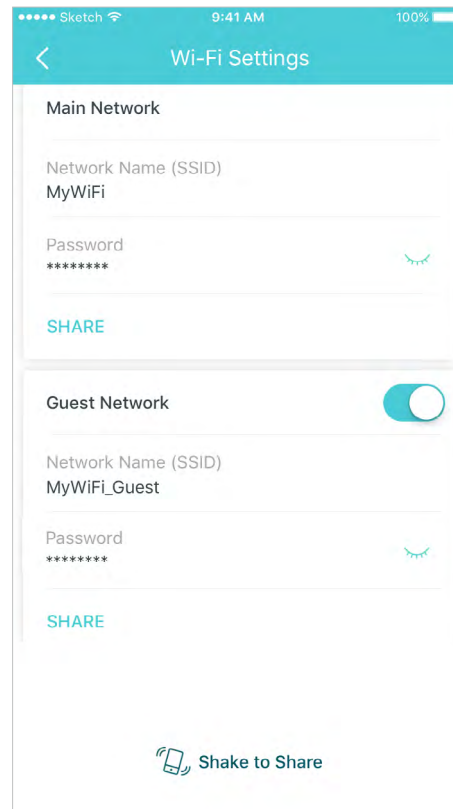 Sketch 9:41 AM 100%
Wi-Fi Settings
Main Network
Network Name (SSID)
MyWiFi
Password
********
SHARE
Guest Network
Network Name (SSID)
MyWiFi_Guest
Password
********
SHARE
Shake to Share